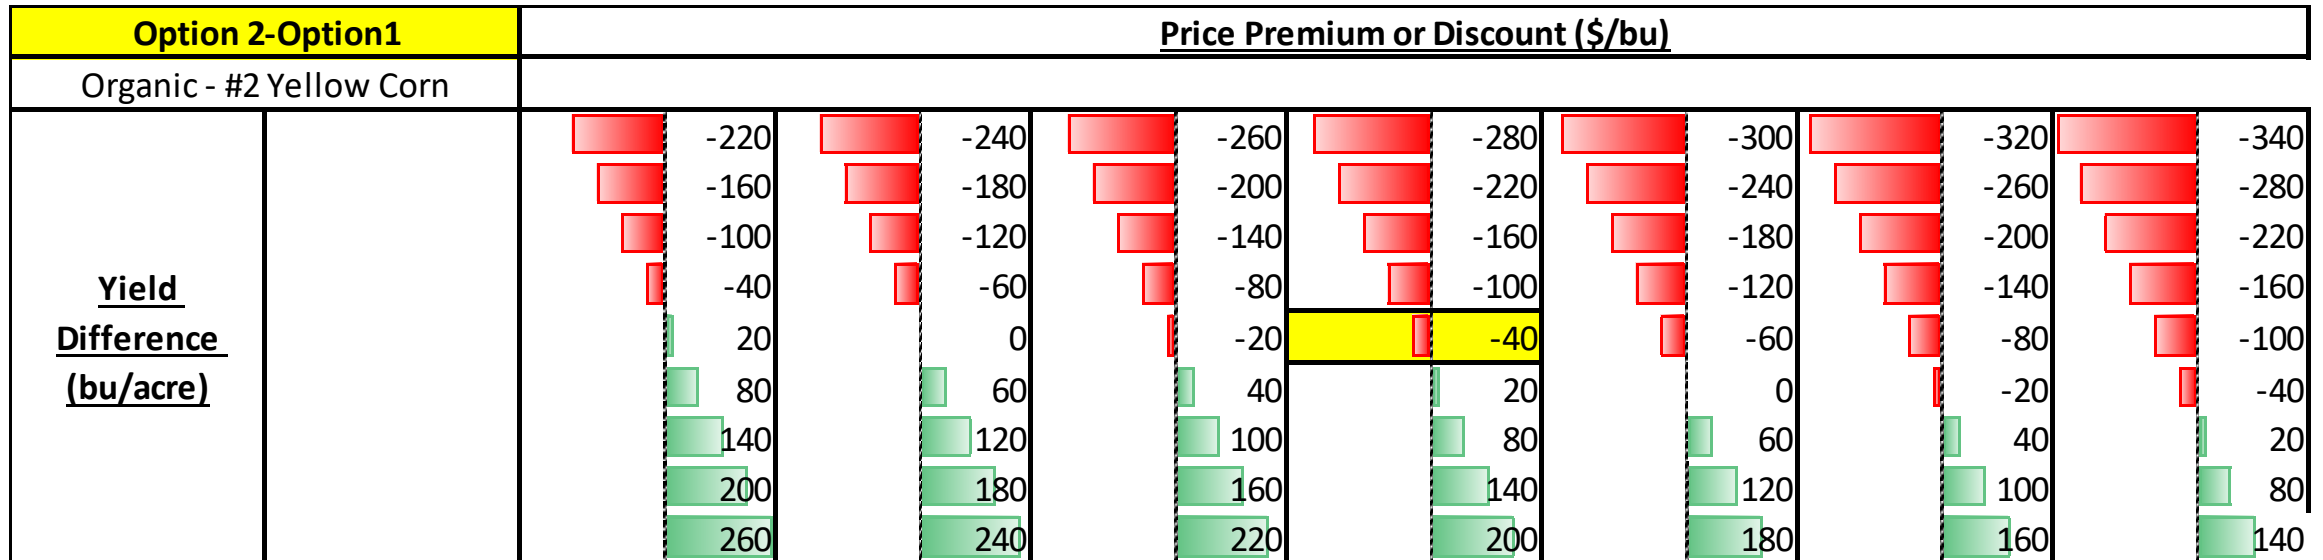 Option 2-Option1 Price Premium or Discount ($/bu)
Organic - #2 Yellow Corn
-220 -240 -260 -280 -300 -320 -340
-160 -180 -200 -220 -240 -260 -280
-100 -120 -140 -160 -180 -200 -220
Yield -40 -60 -80 -100 -120 -140 -160
Difference 20 0 -20 -40 -60 -80 -100
(bu/acre) 80 60 40 20 0 -20 -40
140 120 100 80 60 40 20
200 180 160 140 120 100 80
260 240 220 200 180 160 140